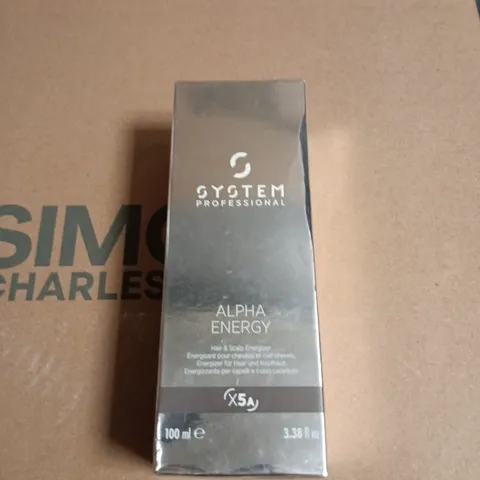 SYSTEM
PROFESSIONAL
SIMO
CHARLES
ALPHA
ENERGY
Hair & Scalp Energizer
Énergisant pour cheveux et cuir chevelu
Energizer für Haar und Kopfhaut
Energizzante per capelli e cuoio capelluto
X5A
100 ml ℮ 3.38 fl oz